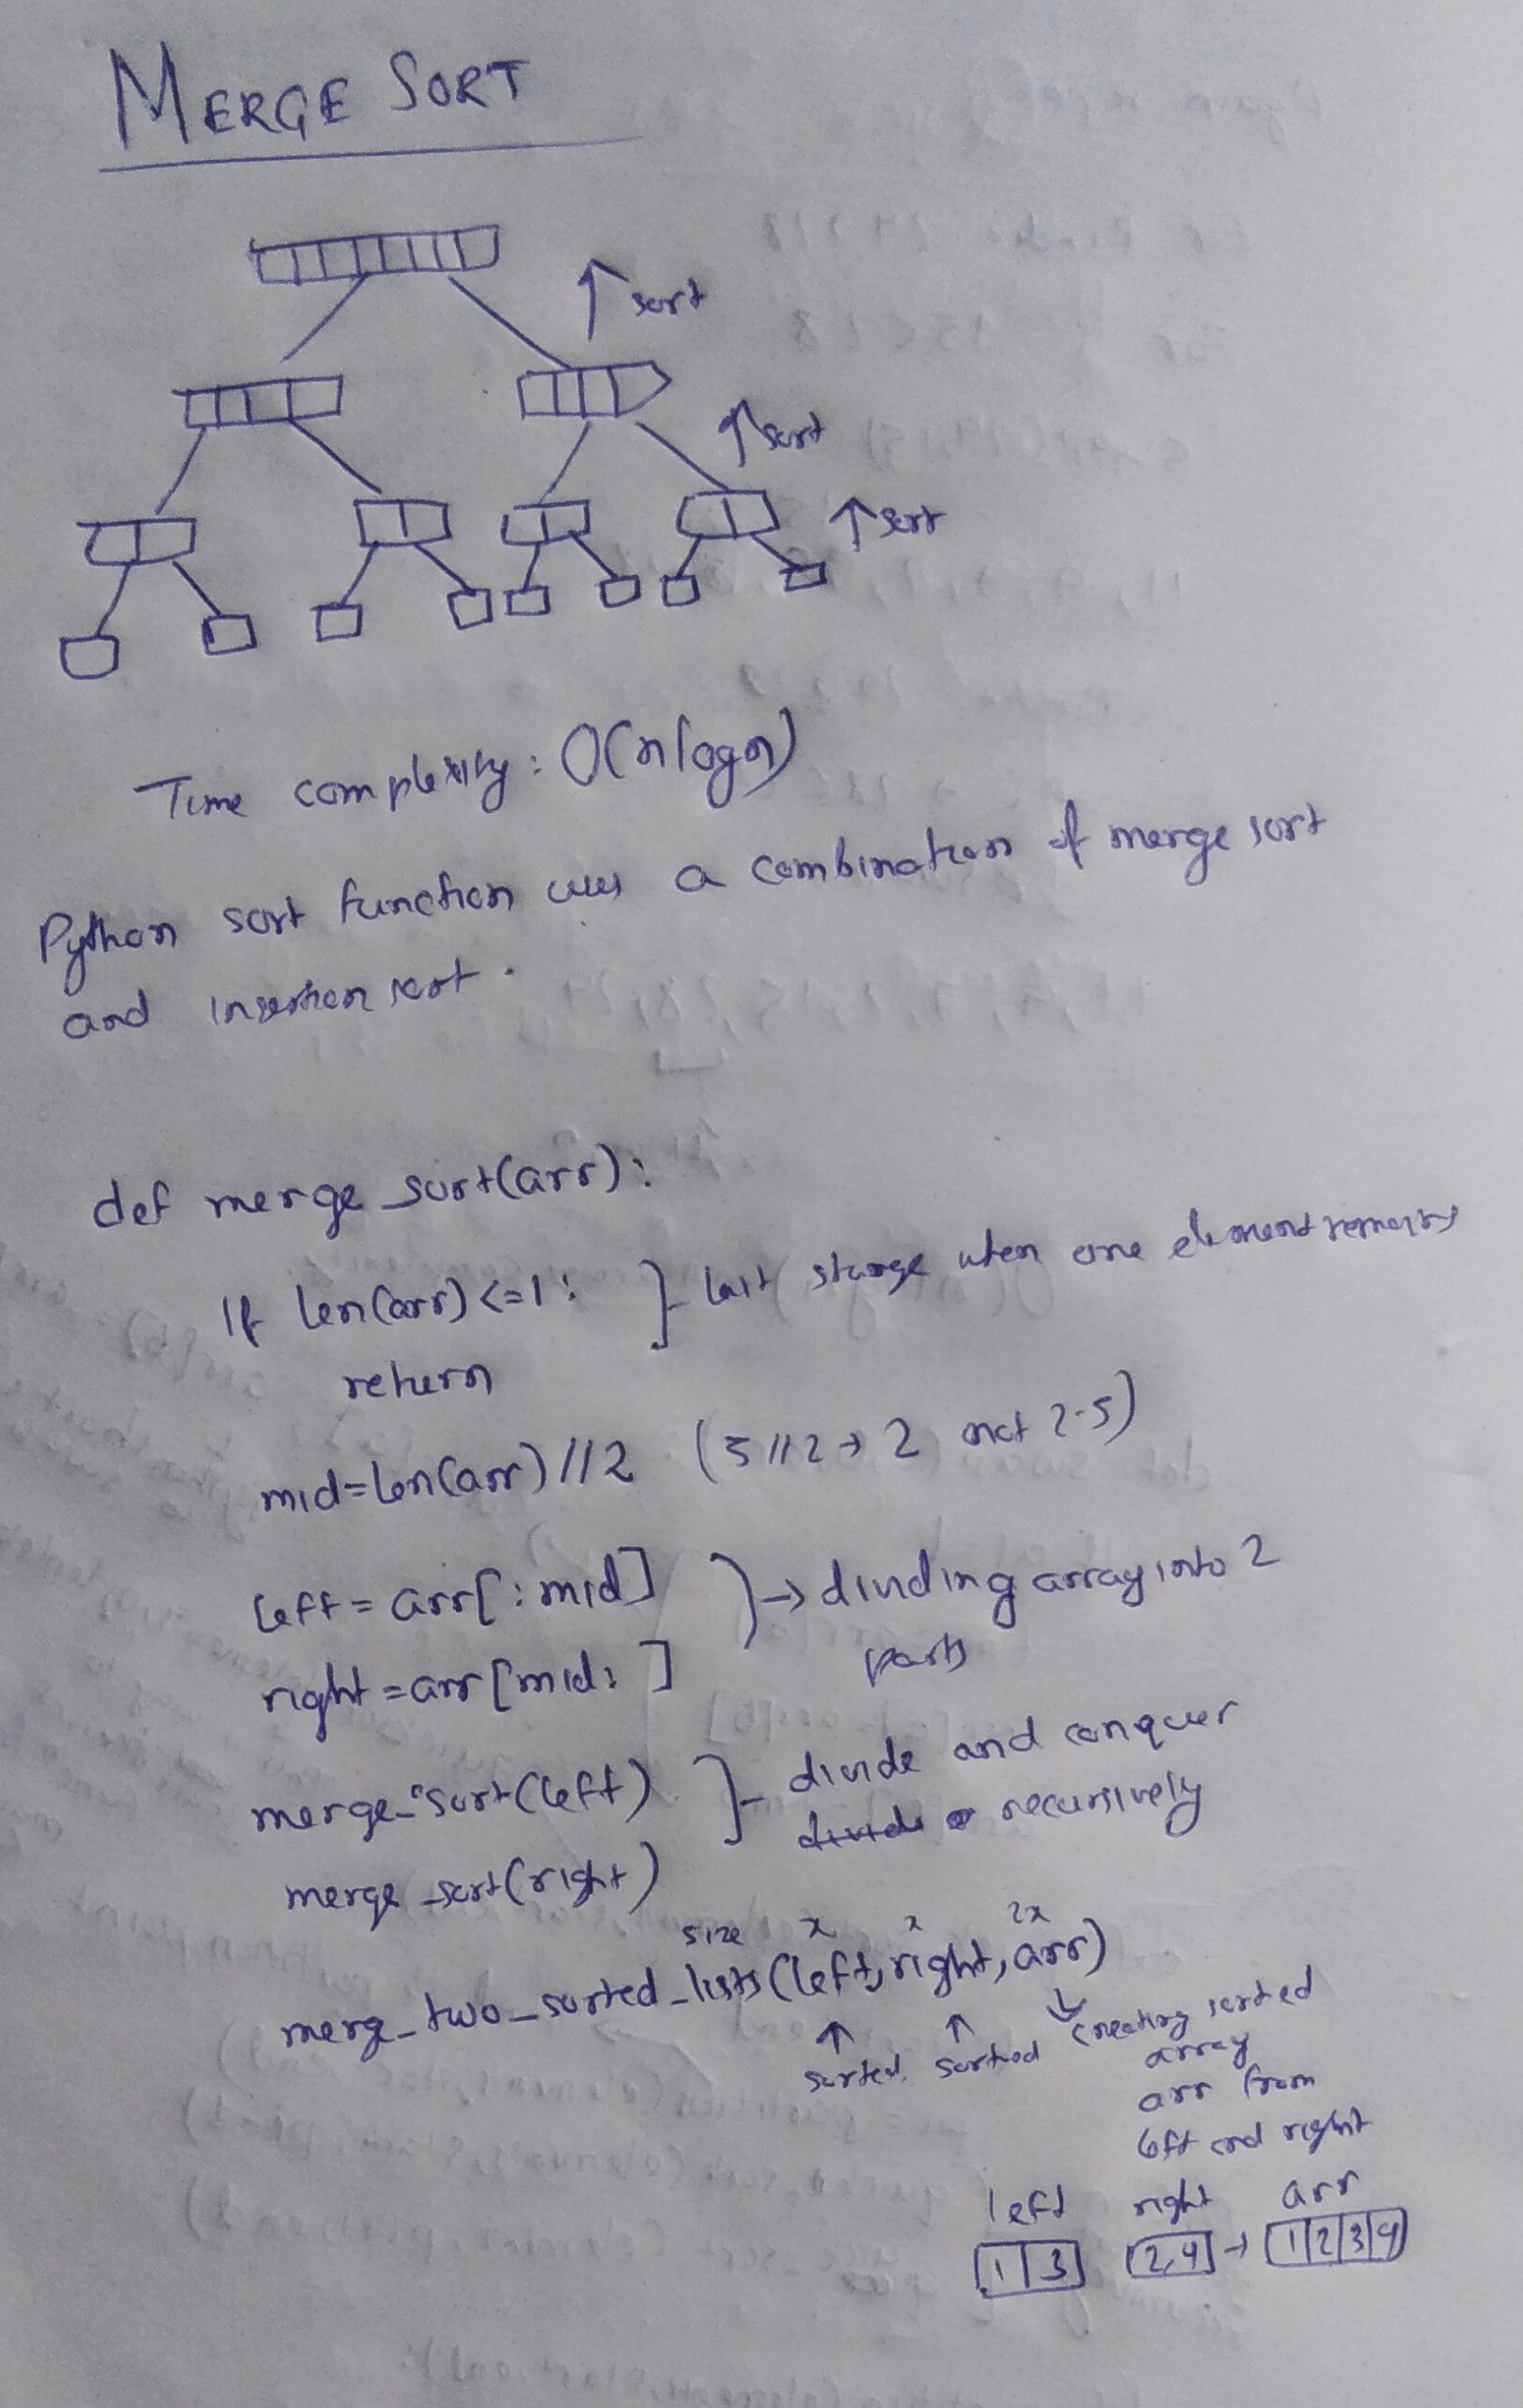 MERGE SORT
↑ sort
↑ sort
↑ sort
Time complexity: O(nlogn)
Python sort function uses a combination of merge sort
and insertion sort.
def merge_sort(arr):
if len(arr)<=1: } last stage when one element remains
return
mid=len(arr)//2 (5//2→2 not 2.5)
left=arr[:mid] } → dividing array into 2
right=arr[mid:] parts
merge_sort(left) } divide and conquer
merge_sort(right) divide recursively
size x x 2x
merge_two_sorted_lists(left,right,arr)
↑ ↑ ↓ creating sorted
sorted sorted array
arr from
left and right
left right arr
1|3 2,4 → 1|2|3|4